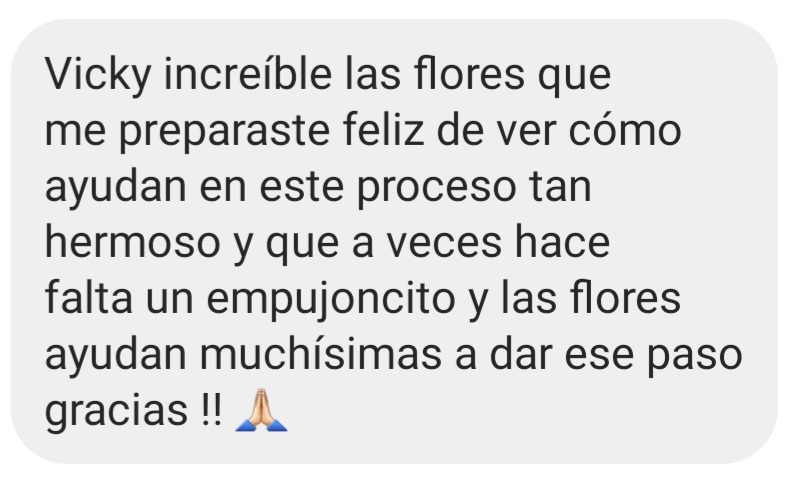 Vicky increíble las flores que
me preparaste feliz de ver cómo
ayudan en este proceso tan
hermoso y que a veces hace
falta un empujoncito y las flores
ayudan muchísimas a dar ese paso
gracias !! 🙏🏼